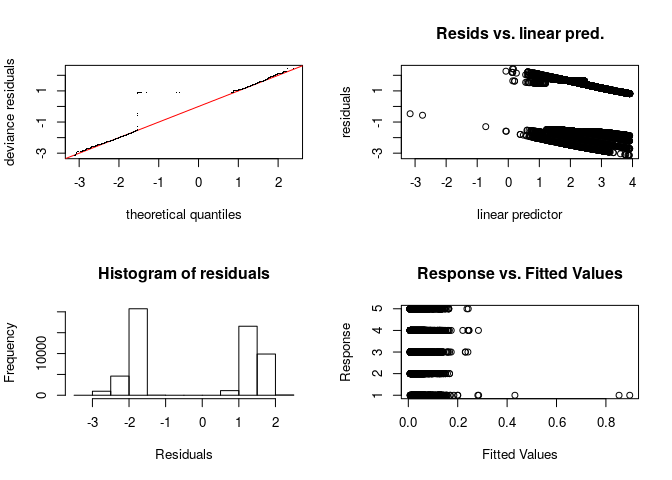 Resids vs. linear pred.
deviance residuals
-3 -1 1
-3 -2 -1 0 1 2
theoretical quantiles
residuals
-3 -1 1
-3 -2 -1 0 1 2 3 4
linear predictor
Histogram of residuals
Frequency
0 10000
-3 -2 -1 0 1 2
Residuals
Response vs. Fitted Values
Response
1 2 3 4 5
0.0 0.2 0.4 0.6 0.8
Fitted Values